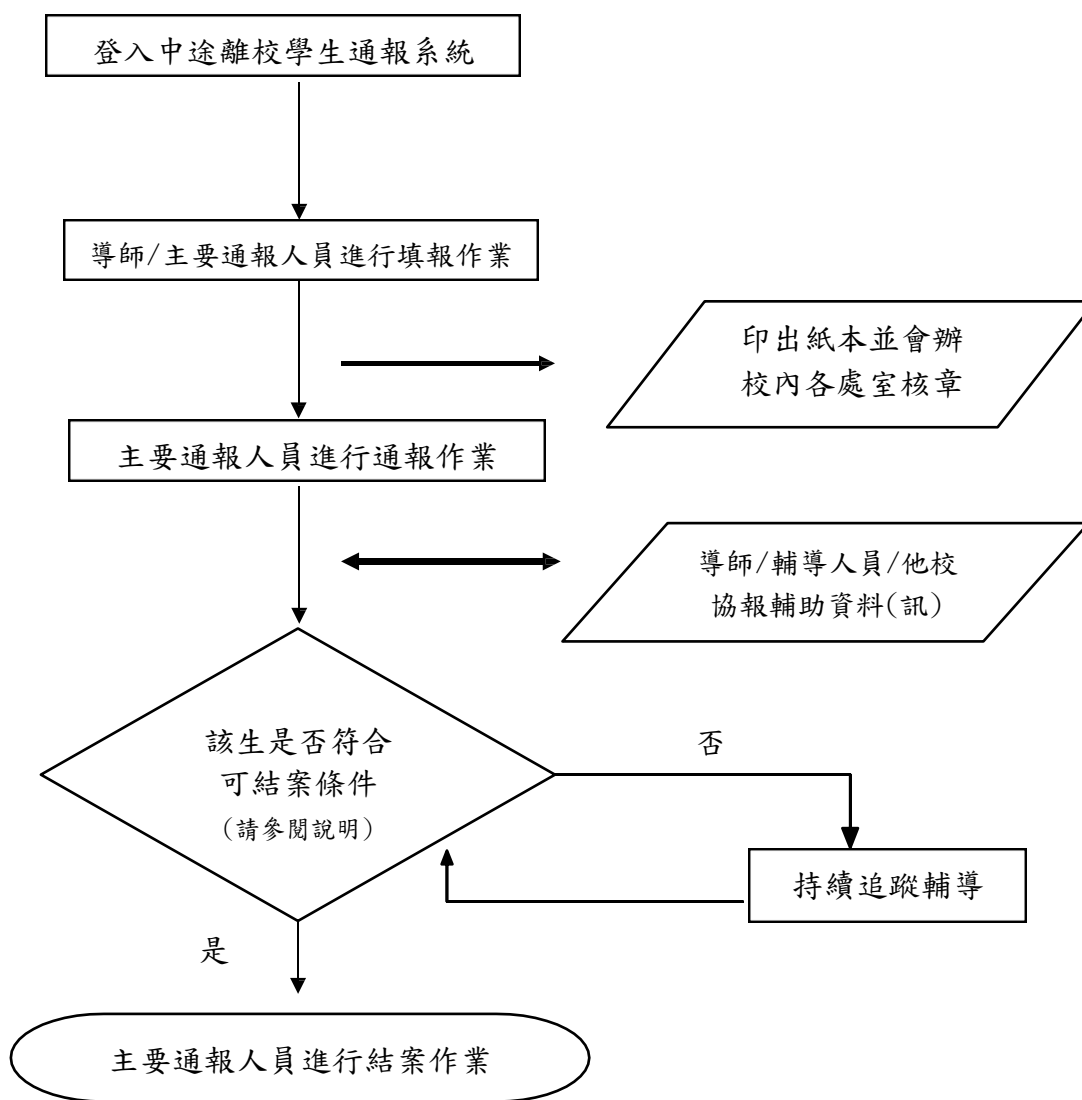 登入中途離校學生通報系統
導師/主要通報人員進行填報作業
印出紙本並會辦
校內各處室核章
主要通報人員進行通報作業
導師/輔導人員/他校
協報輔助資料(訊)
該生是否符合
可結案條件
(請參閱說明)
否
持續追蹤輔導
是
主要通報人員進行結案作業